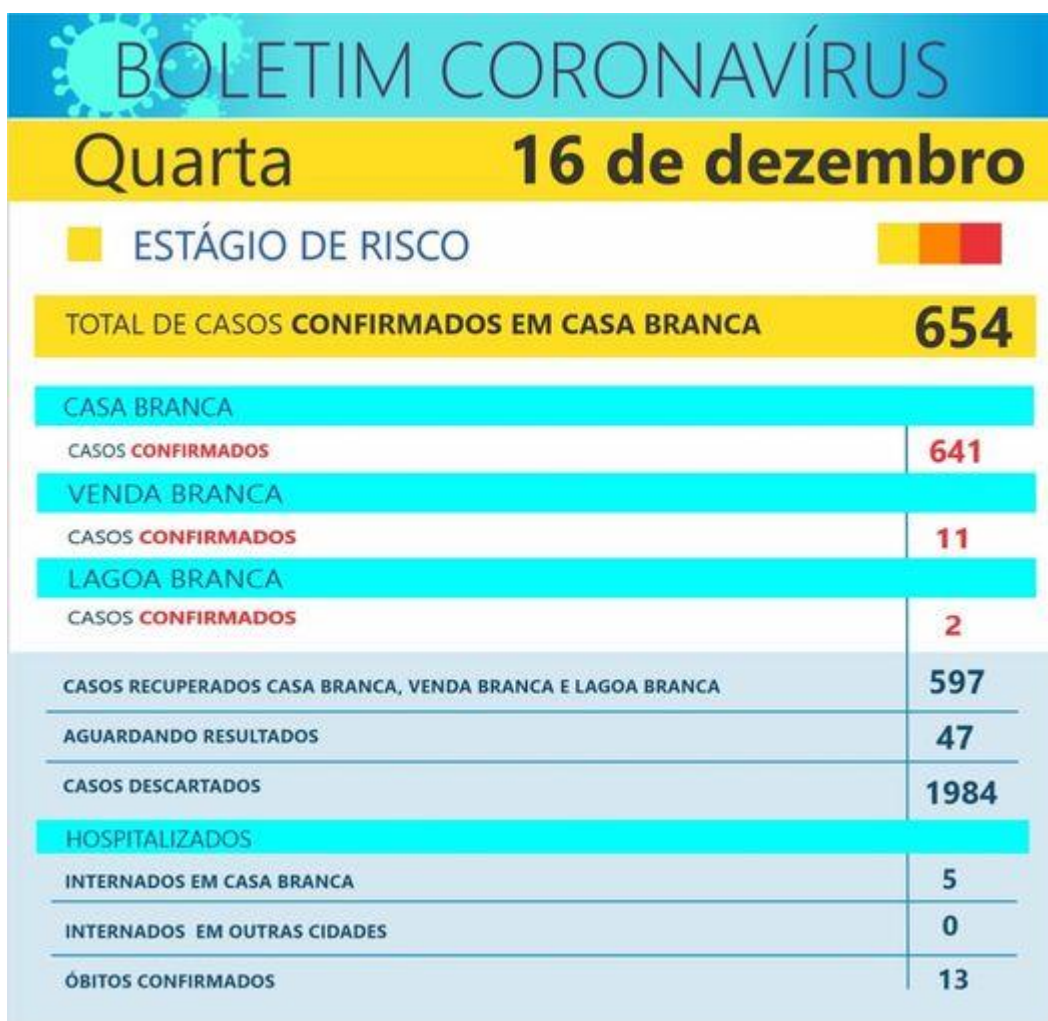 BOLETIM CORONAVÍRUS
Quarta 16 de dezembro
ESTÁGIO DE RISCO
TOTAL DE CASOS CONFIRMADOS EM CASA BRANCA 654
CASA BRANCA
CASOS CONFIRMADOS 641
VENDA BRANCA
CASOS CONFIRMADOS 11
LAGOA BRANCA
CASOS CONFIRMADOS 2
CASOS RECUPERADOS CASA BRANCA, VENDA BRANCA E LAGOA BRANCA 597
AGUARDANDO RESULTADOS 47
CASOS DESCARTADOS 1984
HOSPITALIZADOS
INTERNADOS EM CASA BRANCA 5
INTERNADOS EM OUTRAS CIDADES 0
ÓBITOS CONFIRMADOS 13